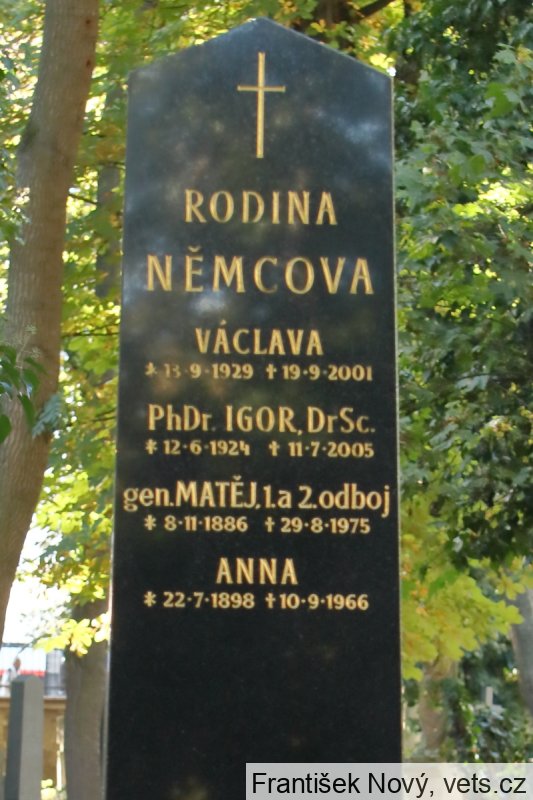 RODINA
NĚMCOVA
VÁCLAVA
* 13·9·1929 † 19·9·2001
PhDr. IGOR, DrSc.
* 12·6·1924 † 11·7·2005
gen. MATĚJ, 1. a 2. odboj
* 8·11·1886 † 29·8·1975
ANNA
* 22·7·1898 † 10·9·1966
František Nový, vets.cz